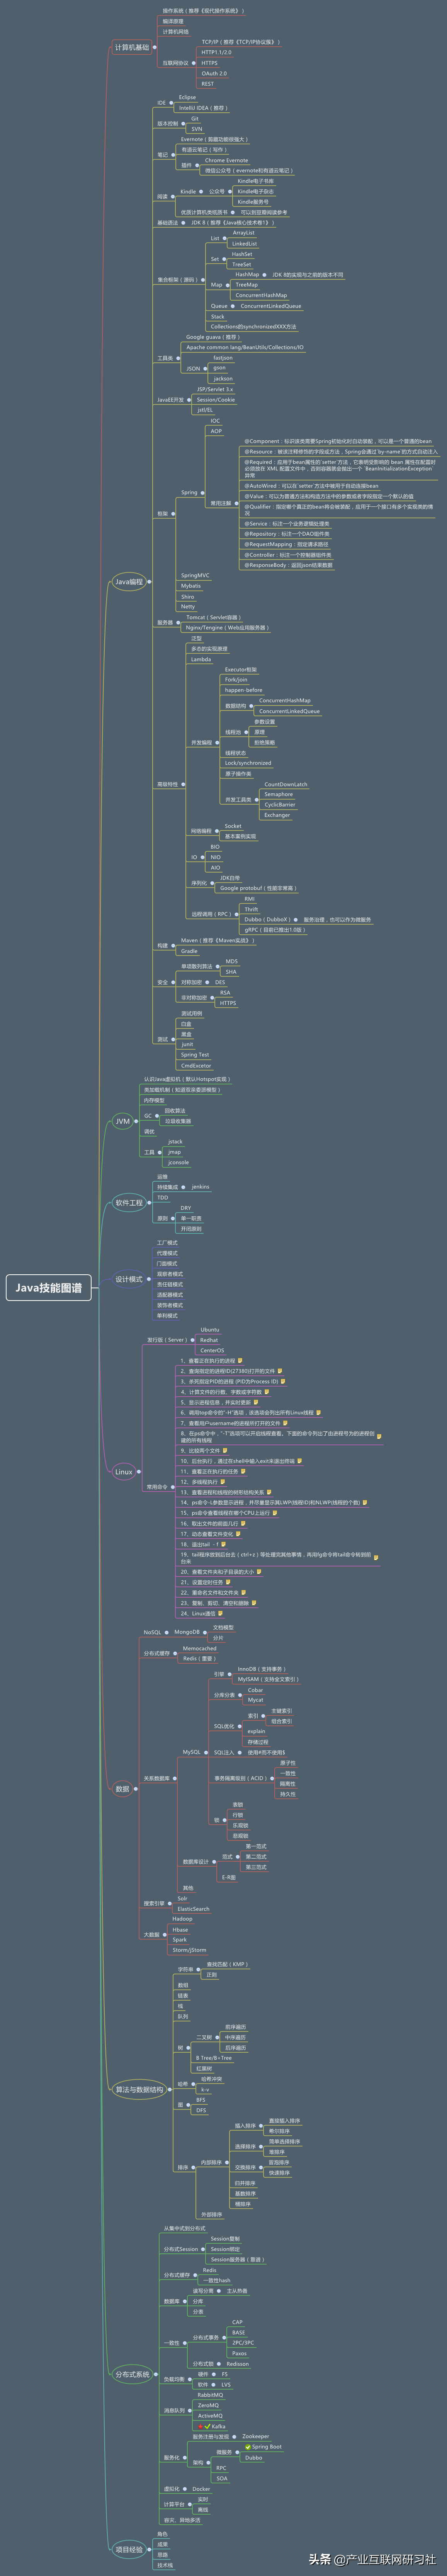 操作系统（推荐《现代操作系统》）
编译原理
计算机网络
计算机基础
TCP/IP（推荐《TCP/IP协议簇》）
HTTP1.1/2.0
互联网协议
HTTPS
OAuth 2.0
REST
IDE
Eclipse
IntelliJ IDEA（推荐）
版本控制
Git
SVN
笔记
Evernote（剪藏功能很强大）
有道云笔记（写作）
插件
Chrome Evernote
微信公众号（evernote和有道云笔记）
阅读
Kindle
公众号
Kindle电子书库
Kindle电子杂志
Kindle服务号
优质计算机类纸质书
可以到豆瓣阅读参考
基础语法
JDK 8（推荐《Java核心技术卷1》）
集合框架（源码）
List
ArrayList
LinkedList
Set
HashSet
TreeSet
Map
HashMap
JDK 8的实现与之前的版本不同
TreeMap
ConcurrentHashMap
Queue
ConcurrentLinkedQueue
Stack
Collections的synchronizedXXX方法
工具类
Google guava（推荐）
Apache common lang/BeanUtils/Collections/IO
JSON
fastjson
gson
jackson
JavaEE开发
JSP/Servlet 3.x
Session/Cookie
jstl/EL
框架
Spring
IOC
AOP
常用注解
@Component：标识该类需要Spring初始化时自动装配，可以是一个普通的bean
@Resource：被该注释修饰的字段或方法，Spring会通过`by-name`的方式自动注入
@Required：应用于bean属性的`setter`方法，它表明受影响的 bean 属性在配置时
必须放在 XML 配置文件中，否则容器就会抛出一个 `BeanInitializationException`
异常
@AutoWired：可以在`setter`方法中被用于自动连接bean
@Value：可以为普通方法和构造方法中的参数或者字段指定一个默认的值
@Qualifier：指定哪个真正的bean将会被装配，应用于一个接口有多个实现类的情
况
@Service：标注一个业务逻辑处理类
@Repository：标注一个DAO组件类
@RequestMapping：指定请求路径
@Controller：标注一个控制器组件类
@ResponseBody：返回json结果数据
SpringMVC
Mybatis
Shiro
Netty
Java编程
服务器
Tomcat（Servlet容器）
Nginx/Tengine（Web应用服务器）
高级特性
泛型
多态的实现原理
Lambda
并发编程
Executor框架
Fork/Join
happen-before
数据结构
ConcurrentHashMap
ConcurrentLinkedQueue
线程池
参数设置
原理
拒绝策略
线程状态
Lock/synchronized
原子操作类
并发工具类
CountDownLatch
Semaphore
CyclicBarrier
Exchanger
网络编程
Socket
基本案例实现
IO
BIO
NIO
AIO
序列化
JDK自带
Google protobuf（性能非常高）
远程调用（RPC）
RMI
Thrift
Dubbo（DubboX）
服务治理，也可以作为微服务
gRPC（目前已推出1.0版）
构建
Maven（推荐《Maven实战》）
Gradle
安全
单项散列算法
MD5
SHA
对称加密
DES
非对称加密
RSA
HTTPS
测试
测试用例
白盒
黑盒
junit
Spring Test
CmdExcetor
JVM
认识Java虚拟机（默认Hotspot实现）
类加载机制（知道双亲委派模型）
内存模型
GC
回收算法
垃圾收集器
调优
工具
jstack
jmap
jconsole
软件工程
运维
持续集成
jenkins
TDD
原则
DRY
单一职责
开闭原则
Java技能图谱
设计模式
工厂模式
代理模式
门面模式
观察者模式
责任链模式
适配器模式
装饰者模式
单利模式
Linux
发行版（Server）
Ubuntu
Redhat
CenterOS
常用命令
1、查看正在执行的进程
2、查询指定的进程ID(27380)打开的文件
3、杀死指定PID的进程 (PID为Process ID)
4、计算文件的行数、字数或字符数
5、显示进程信息，并实时更新
6、调用top命令的"-H"选项，该选项会列出所有Linux线程
7、查看用户username的进程所打开的文件
8、在ps命令中，"-T"选项可以开启线程查看。下面的命令列出了由进程号为的进程创
建的所有线程
9、比较两个文件
10、后台执行，通过在shell中输入exit来退出终端
11、查看正在执行的任务
12、多线程执行
13、查看进程和线程的树形结构关系
14、ps命令-L参数显示进程，并尽量显示其LWP(线程ID)和NLWP(线程的个数)
15、ps命令查看线程在哪个CPU上运行
16、取出文件的前面几行
17、动态查看文件变化
18、退出tail －f
19、tail程序放到后台去（ctrl+z）等处理完其他事情，再用fg命令将tail命令转到前
台来
20、查看文件夹和子目录的大小
21、设置定时任务
22、重命名文件和文件夹
23、复制、剪切、清空和删除
24、Linux通信
数据
NoSQL
MongoDB
文档模型
分片
分布式缓存
Memocached
Redis（重要）
关系数据库
MySQL
引擎
InnoDB（支持事务）
MyISAM（支持全文索引）
分库分表
Cobar
Mycat
SQL优化
索引
主键索引
组合索引
explain
存储过程
SQL注入
使用#而不使用$
事务隔离级别（ACID）
原子性
一致性
隔离性
持久性
锁
表锁
行锁
乐观锁
悲观锁
数据库设计
范式
第一范式
第二范式
第三范式
E-R图
其他
搜索引擎
Solr
ElasticSearch
大数据
Hadoop
Hbase
Spark
Storm/JStorm
算法与数据结构
字符串
查找匹配（KMP）
正则
数组
链表
栈
队列
树
二叉树
前序遍历
中序遍历
后序遍历
B Tree/B+Tree
红黑树
哈希
哈希冲突
k-v
图
BFS
DFS
排序
内部排序
插入排序
直接插入排序
希尔排序
选择排序
简单选择排序
堆排序
交换排序
冒泡排序
快速排序
归并排序
基数排序
桶排序
外部排序
分布式系统
从集中式到分布式
分布式Session
Session复制
Session绑定
Session服务器（靠谱）
分布式缓存
Redis
一致性hash
数据库
读写分离
主从热备
分库
分表
一致性
分布式事务
CAP
BASE
2PC/3PC
Paxos
分布式锁
Redisson
负载均衡
硬件
F5
软件
LVS
消息队列
RabbitMQ
ZeroMQ
ActiveMQ
Kafka
服务化
服务注册与发现
Zookeeper
架构
微服务
Spring Boot
Dubbo
RPC
SOA
虚拟化
Docker
计算平台
实时
离线
容灾、异地多活
项目经验
角色
成果
思路
技术栈
头条 @产业互联网研习社